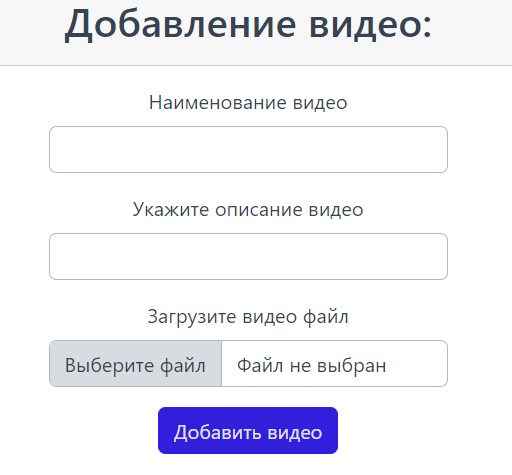 Добавление видео:
Наименование видео
Укажите описание видео
Загрузите видео файл
Выберите файл Файл не выбран
Добавить видео